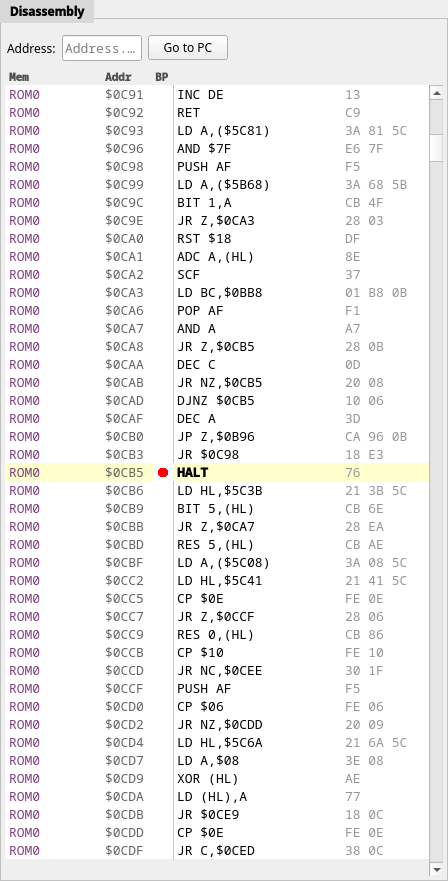 Disassembly
Address: Address.… Go to PC
Mem Addr BP
ROM0 $0C91 INC DE 13
ROM0 $0C92 RET C9
ROM0 $0C93 LD A,($5C81) 3A 81 5C
ROM0 $0C96 AND $7F E6 7F
ROM0 $0C98 PUSH AF F5
ROM0 $0C99 LD A,($5B68) 3A 68 5B
ROM0 $0C9C BIT 1,A CB 4F
ROM0 $0C9E JR Z,$0CA3 28 03
ROM0 $0CA0 RST $18 DF
ROM0 $0CA1 ADC A,(HL) 8E
ROM0 $0CA2 SCF 37
ROM0 $0CA3 LD BC,$0BB8 01 B8 0B
ROM0 $0CA6 POP AF F1
ROM0 $0CA7 AND A A7
ROM0 $0CA8 JR Z,$0CB5 28 0B
ROM0 $0CAA DEC C 0D
ROM0 $0CAB JR NZ,$0CB5 20 08
ROM0 $0CAD DJNZ $0CB5 10 06
ROM0 $0CAF DEC A 3D
ROM0 $0CB0 JP Z,$0B96 CA 96 0B
ROM0 $0CB3 JR $0C98 18 E3
ROM0 $0CB5 HALT 76
ROM0 $0CB6 LD HL,$5C3B 21 3B 5C
ROM0 $0CB9 BIT 5,(HL) CB 6E
ROM0 $0CBB JR Z,$0CA7 28 EA
ROM0 $0CBD RES 5,(HL) CB AE
ROM0 $0CBF LD A,($5C08) 3A 08 5C
ROM0 $0CC2 LD HL,$5C41 21 41 5C
ROM0 $0CC5 CP $0E FE 0E
ROM0 $0CC7 JR Z,$0CCF 28 06
ROM0 $0CC9 RES 0,(HL) CB 86
ROM0 $0CCB CP $10 FE 10
ROM0 $0CCD JR NC,$0CEE 30 1F
ROM0 $0CCF PUSH AF F5
ROM0 $0CD0 CP $06 FE 06
ROM0 $0CD2 JR NZ,$0CDD 20 09
ROM0 $0CD4 LD HL,$5C6A 21 6A 5C
ROM0 $0CD7 LD A,$08 3E 08
ROM0 $0CD9 XOR (HL) AE
ROM0 $0CDA LD (HL),A 77
ROM0 $0CDB JR $0CE9 18 0C
ROM0 $0CDD CP $0E FE 0E
ROM0 $0CDF JR C,$0CED 38 0C